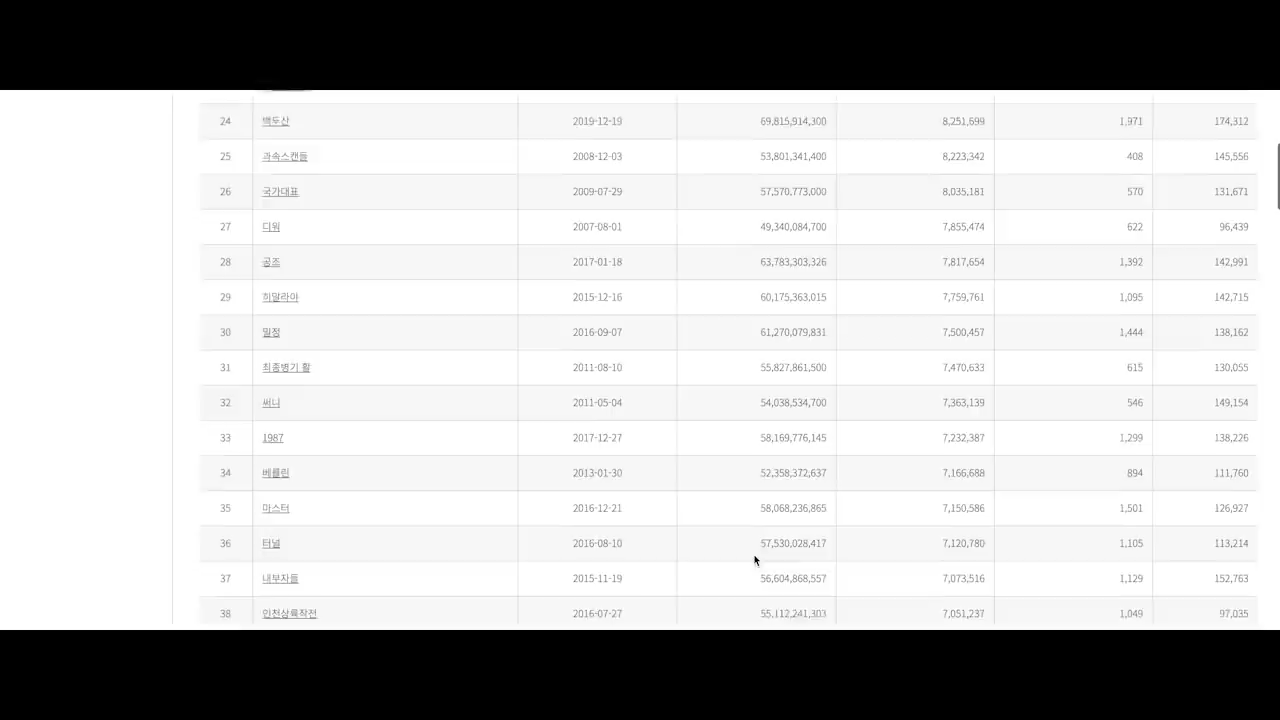 24 백두산 2019-12-19 69,815,914,300 8,251,699 1,971 174,312
25 과속스캔들 2008-12-03 53,801,341,400 8,223,342 408 145,556
26 국가대표 2009-07-29 57,570,773,000 8,035,181 570 131,671
27 디워 2007-08-01 49,340,084,700 7,855,474 622 96,439
28 공조 2017-01-18 63,783,303,326 7,817,654 1,392 142,991
29 히말라야 2015-12-16 60,175,363,015 7,759,761 1,095 142,715
30 밀정 2016-09-07 61,270,079,831 7,500,457 1,444 138,162
31 최종병기 활 2011-08-10 55,827,861,500 7,470,633 615 130,055
32 써니 2011-05-04 54,038,534,700 7,363,139 546 149,154
33 1987 2017-12-27 58,169,776,145 7,232,387 1,299 138,226
34 베를린 2013-01-30 52,358,372,637 7,166,688 894 111,760
35 마스터 2016-12-21 58,068,236,865 7,150,586 1,501 126,927
36 터널 2016-08-10 57,530,028,417 7,120,780 1,105 113,214
37 내부자들 2015-11-19 56,604,868,557 7,073,516 1,129 152,763
38 인천상륙작전 2016-07-27 55,112,241,303 7,051,237 1,049 97,035